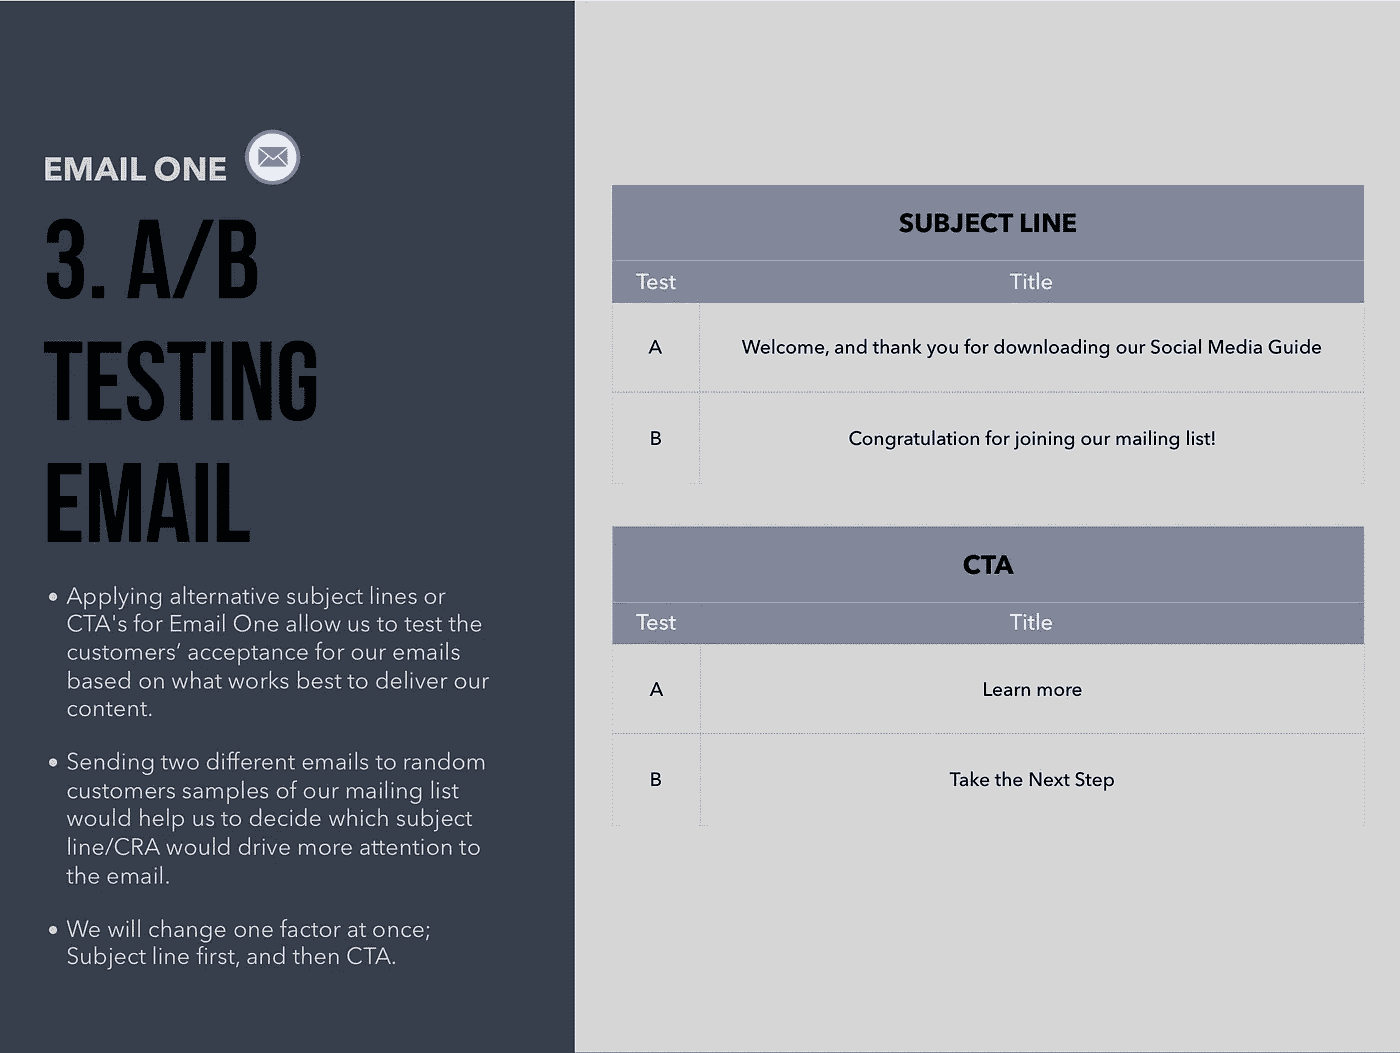 EMAIL ONE
3. A/B
TESTING
EMAIL
• Applying alternative subject lines or
CTA's for Email One allow us to test the
customers’ acceptance for our emails
based on what works best to deliver our
content.
• Sending two different emails to random
customers samples of our mailing list
would help us to decide which subject
line/CRA would drive more attention to
the email.
• We will change one factor at once;
Subject line first, and then CTA.
SUBJECT LINE
Test Title
A Welcome, and thank you for downloading our Social Media Guide
B Congratulation for joining our mailing list!
CTA
Test Title
A Learn more
B Take the Next Step